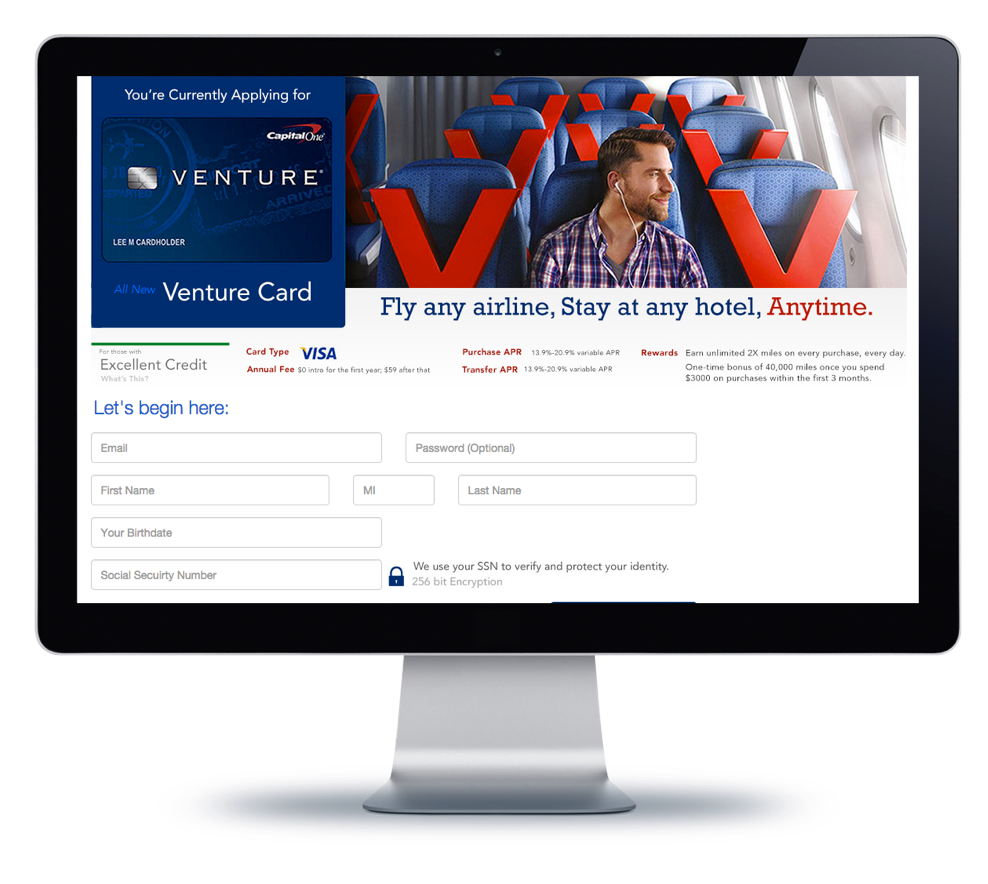 You're Currently Applying for
CapitalOne®
VENTURE®
LEE M CARDHOLDER
All New Venture Card
Fly any airline, Stay at any hotel, Anytime.
For those with
Excellent Credit
What's This?
Card Type VISA
Annual Fee $0 intro for the first year; $59 after that
Purchase APR 13.9%-20.9% variable APR
Transfer APR 13.9%-20.9% variable APR
Rewards Earn unlimited 2X miles on every purchase, every day.
One-time bonus of 40,000 miles once you spend
$3000 on purchases within the first 3 months.
Let's begin here:
Email Password (Optional)
First Name MI Last Name
Your Birthdate
Social Secuirty Number
We use your SSN to verify and protect your identity.
256 bit Encryption